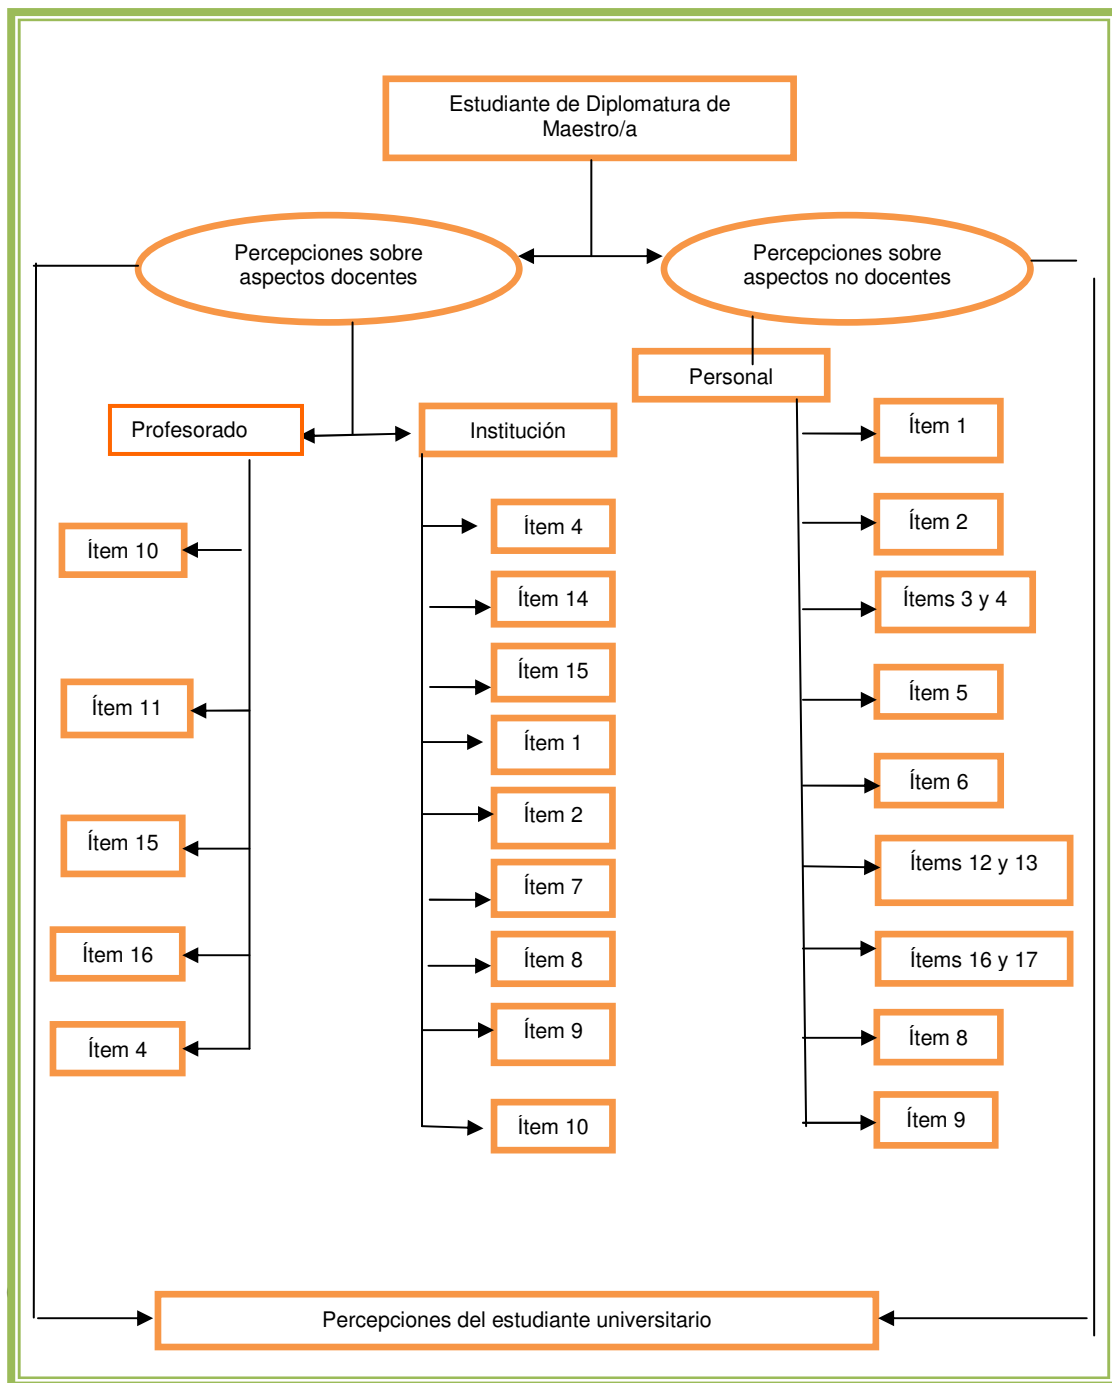 Estudiante de Diplomatura de
Maestro/a
Percepciones sobre
aspectos docentes
Percepciones sobre
aspectos no docentes
Personal
Profesorado
Institución
Ítem 10
Ítem 11
Ítem 15
Ítem 16
Ítem 4
Ítem 4
Ítem 14
Ítem 15
Ítem 1
Ítem 2
Ítem 7
Ítem 8
Ítem 9
Ítem 10
Ítem 1
Ítem 2
Ítems 3 y 4
Ítem 5
Ítem 6
Ítems 12 y 13
Ítems 16 y 17
Ítem 8
Ítem 9
Percepciones del estudiante universitario